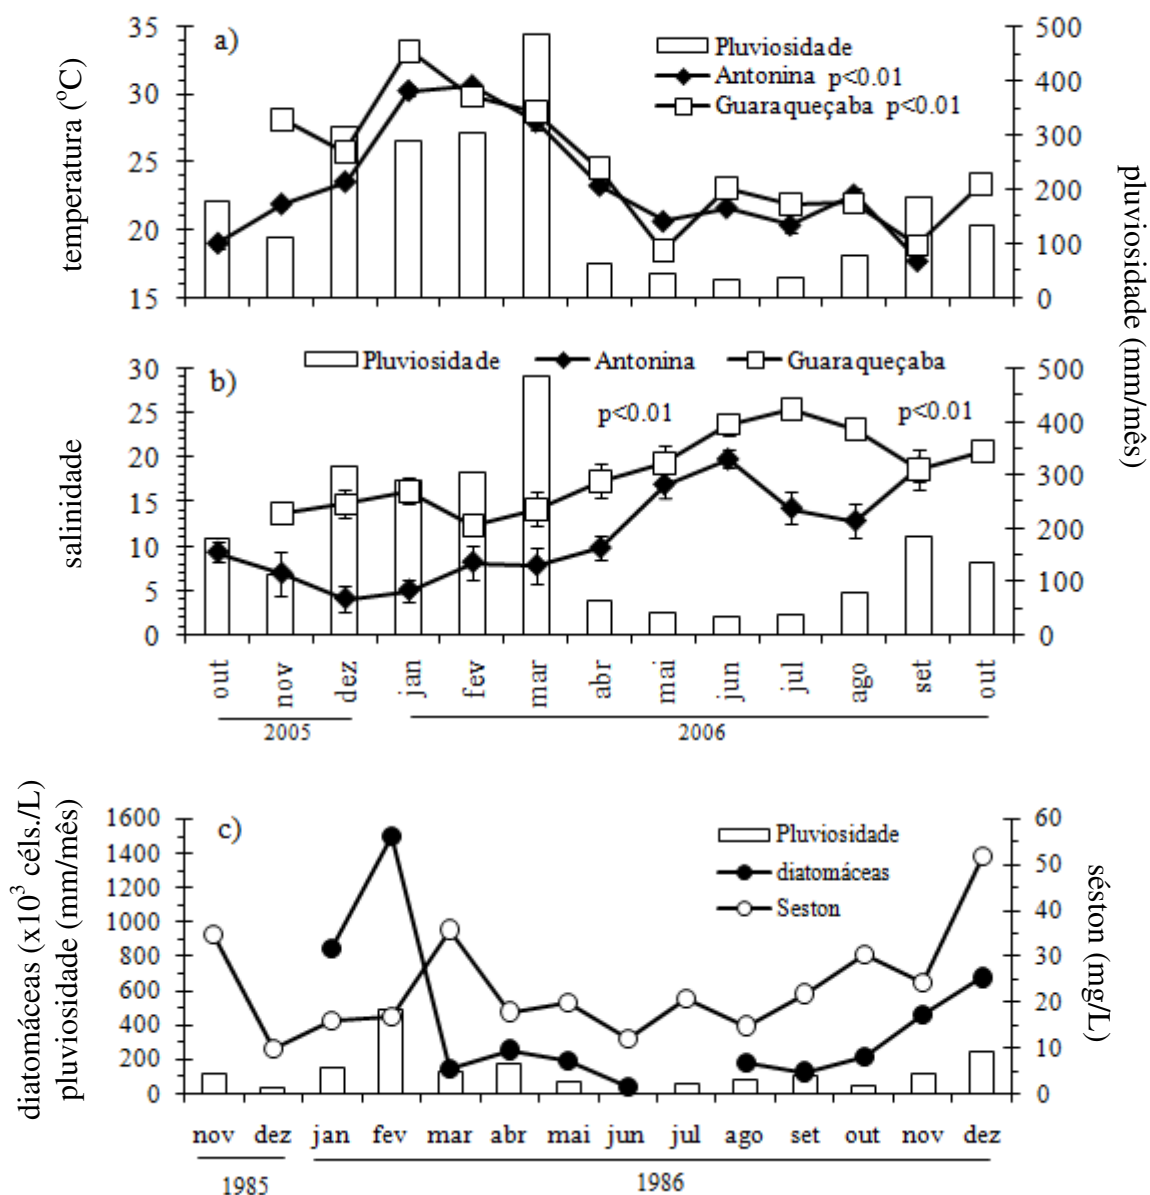 a)
35
30
25
20
15
temperatura (°C)
500
400
300
200
100
0
pluviosidade (mm/mês)
Pluviosidade
Antonina p<0.01
Guaraqueçaba p<0.01
b)
Pluviosidade Antonina Guaraqueçaba
30
25
20
15
10
5
0
salinidade
500
400
300
200
100
0
p<0.01 p<0.01
out nov dez jan fev mar abr mai jun jul ago set out
2005 2006
c)
1600
1400
1200
1000
800
600
400
200
0
diatomáceas (x10³ céls./L)
pluviosidade (mm/mês)
60
50
40
30
20
10
0
séston (mg/L)
Pluviosidade
diatomáceas
Seston
nov dez jan fev mar abr mai jun jul ago set out nov dez
1985 1986